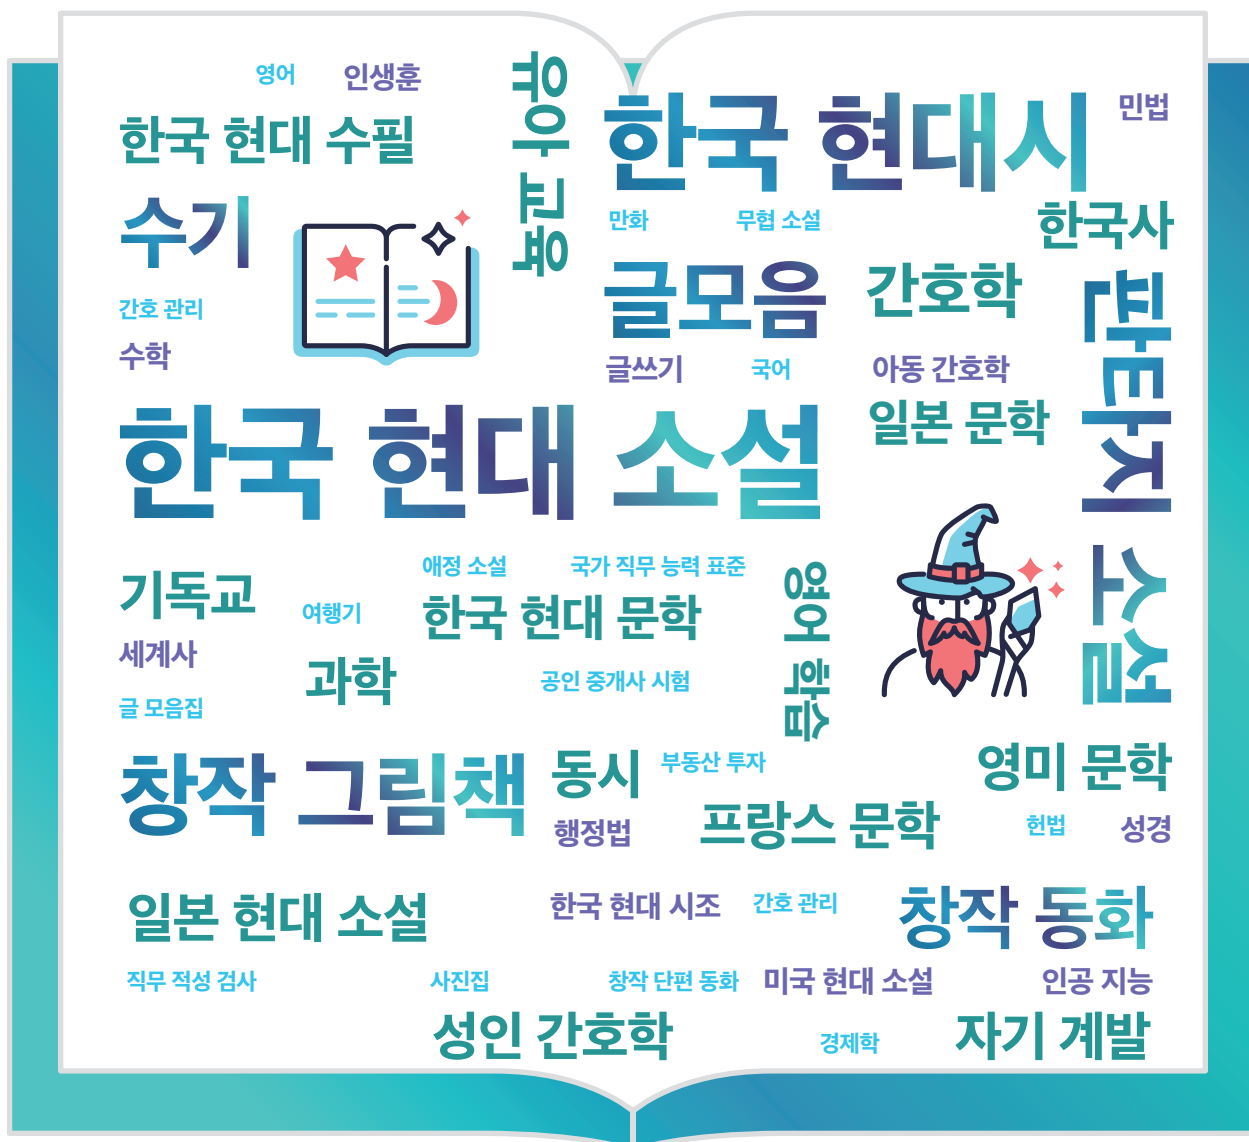 영어
인생훈
한국 현대 수필
유아 교육
한국 현대시
민법
수기
만화
무협 소설
한국사
글모음
간호학
판타지 소설
간호 관리
수학
글쓰기
국어
아동 간호학
일본 문학
한국 현대 소설
기독교
애정 소설
국가 직무 능력 표준
여행기
한국 현대 문학
영어 학습
세계사
과학
공인 중개사 시험
글 모음집
창작 그림책
동시
부동산 투자
영미 문학
행정법
프랑스 문학
헌법
성경
일본 현대 소설
한국 현대 시조
간호 관리
창작 동화
직무 적성 검사
사진집
창작 단편 동화
미국 현대 소설
인공 지능
성인 간호학
경제학
자기 계발